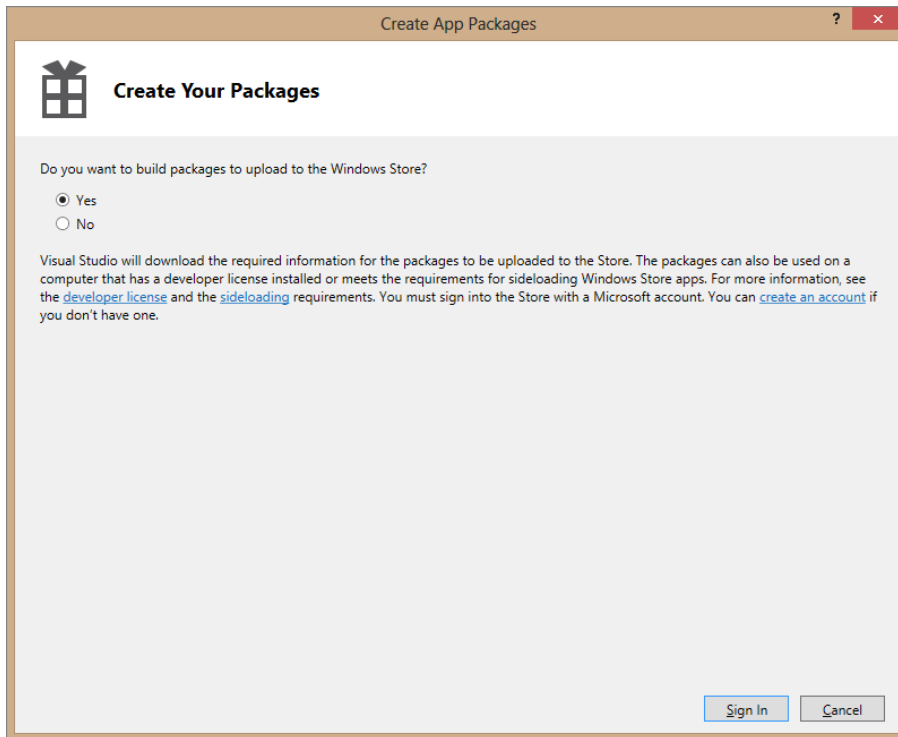 Create App Packages
?
Create Your Packages
Do you want to build packages to upload to the Windows Store?
Yes
No
Visual Studio will download the required information for the packages to be uploaded to the Store. The packages can also be used on a
computer that has a developer license installed or meets the requirements for sideloading Windows Store apps. For more information, see
the developer license and the sideloading requirements. You must sign into the Store with a Microsoft account. You can create an account if
you don't have one.
Sign In
Cancel